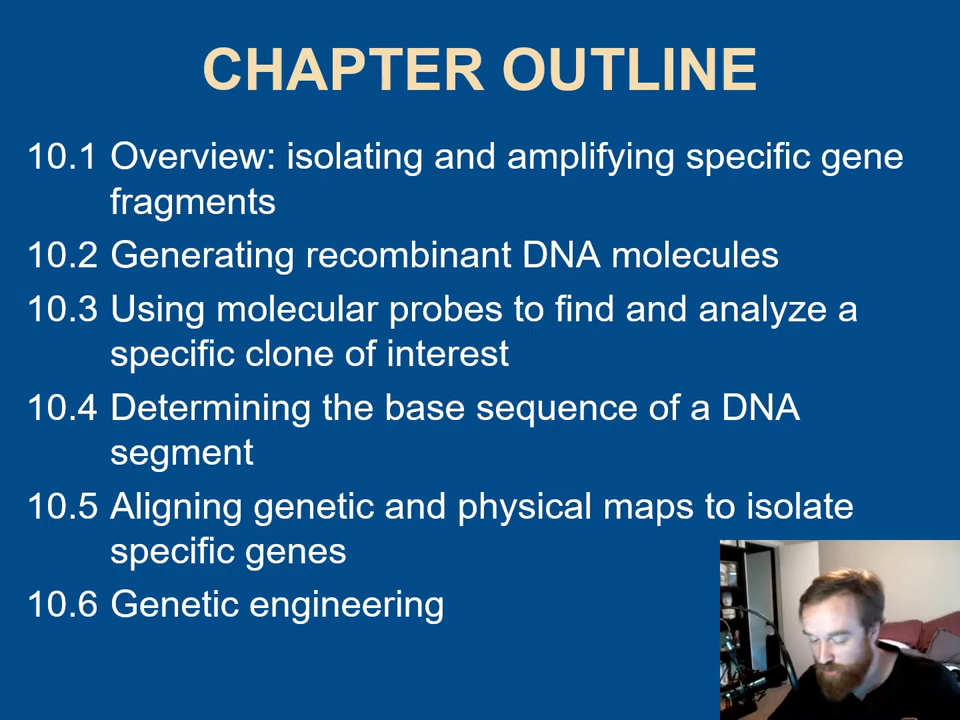 CHAPTER OUTLINE
10.1 Overview: isolating and amplifying specific gene
fragments
10.2 Generating recombinant DNA molecules
10.3 Using molecular probes to find and analyze a
specific clone of interest
10.4 Determining the base sequence of a DNA
segment
10.5 Aligning genetic and physical maps to isolate
specific genes
10.6 Genetic engineering